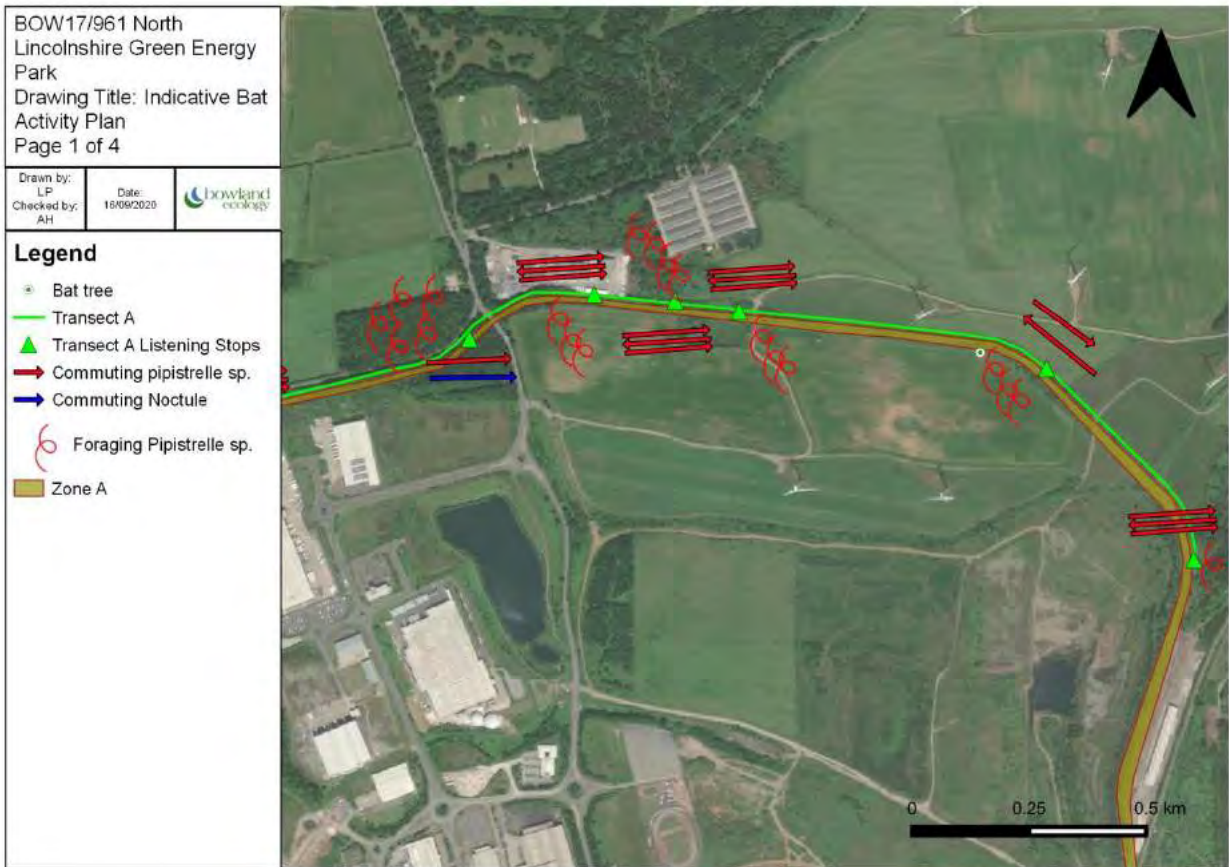 BOW17/961 North
Lincolnshire Green Energy
Park
Drawing Title: Indicative Bat
Activity Plan
Page 1 of 4
Drawn by:
LP
Checked by:
AH
Date:
16/09/2020
bowland
ecology
Legend
Bat tree
Transect A
Transect A Listening Stops
Commuting pipistrelle sp.
Commuting Noctule
Foraging Pipistrelle sp.
Zone A
0
0.25
0.5 km